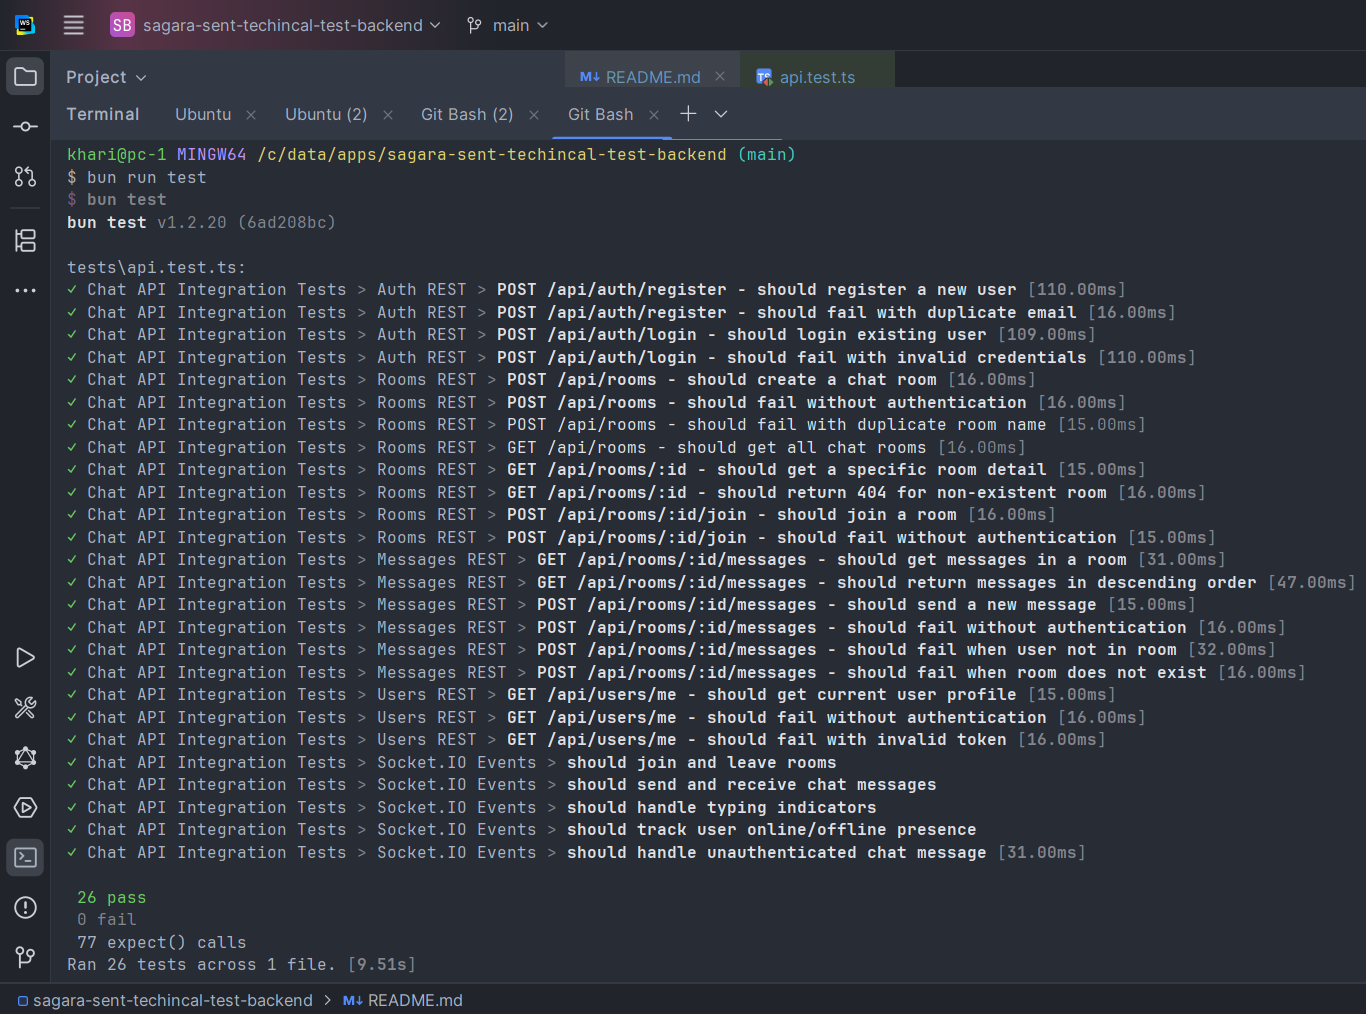 WS
SB sagara-sent-techincal-test-backend main
Project
M↓ README.md × TS api.test.ts
Terminal Ubuntu × Ubuntu (2) × Git Bash (2) × Git Bash ×
khari@pc-1 MINGW64 /c/data/apps/sagara-sent-techincal-test-backend (main)
$ bun run test
$ bun test
bun test v1.2.20 (6ad208bc)
tests\api.test.ts:
✓ Chat API Integration Tests > Auth REST > POST /api/auth/register - should register a new user [110.00ms]
✓ Chat API Integration Tests > Auth REST > POST /api/auth/register - should fail with duplicate email [16.00ms]
✓ Chat API Integration Tests > Auth REST > POST /api/auth/login - should login existing user [109.00ms]
✓ Chat API Integration Tests > Auth REST > POST /api/auth/login - should fail with invalid credentials [110.00ms]
✓ Chat API Integration Tests > Rooms REST > POST /api/rooms - should create a chat room [16.00ms]
✓ Chat API Integration Tests > Rooms REST > POST /api/rooms - should fail without authentication [16.00ms]
✓ Chat API Integration Tests > Rooms REST > POST /api/rooms - should fail with duplicate room name [15.00ms]
✓ Chat API Integration Tests > Rooms REST > GET /api/rooms - should get all chat rooms [16.00ms]
✓ Chat API Integration Tests > Rooms REST > GET /api/rooms/:id - should get a specific room detail [15.00ms]
✓ Chat API Integration Tests > Rooms REST > GET /api/rooms/:id - should return 404 for non-existent room [16.00ms]
✓ Chat API Integration Tests > Rooms REST > POST /api/rooms/:id/join - should join a room [16.00ms]
✓ Chat API Integration Tests > Rooms REST > POST /api/rooms/:id/join - should fail without authentication [15.00ms]
✓ Chat API Integration Tests > Messages REST > GET /api/rooms/:id/messages - should get messages in a room [31.00ms]
✓ Chat API Integration Tests > Messages REST > GET /api/rooms/:id/messages - should return messages in descending order [47.00ms]
✓ Chat API Integration Tests > Messages REST > POST /api/rooms/:id/messages - should send a new message [15.00ms]
✓ Chat API Integration Tests > Messages REST > POST /api/rooms/:id/messages - should fail without authentication [16.00ms]
✓ Chat API Integration Tests > Messages REST > POST /api/rooms/:id/messages - should fail when user not in room [32.00ms]
✓ Chat API Integration Tests > Messages REST > POST /api/rooms/:id/messages - should fail when room does not exist [16.00ms]
✓ Chat API Integration Tests > Users REST > GET /api/users/me - should get current user profile [15.00ms]
✓ Chat API Integration Tests > Users REST > GET /api/users/me - should fail without authentication [16.00ms]
✓ Chat API Integration Tests > Users REST > GET /api/users/me - should fail with invalid token [16.00ms]
✓ Chat API Integration Tests > Socket.IO Events > should join and leave rooms
✓ Chat API Integration Tests > Socket.IO Events > should send and receive chat messages
✓ Chat API Integration Tests > Socket.IO Events > should handle typing indicators
✓ Chat API Integration Tests > Socket.IO Events > should track user online/offline presence
✓ Chat API Integration Tests > Socket.IO Events > should handle unauthenticated chat message [31.00ms]
26 pass
0 fail
77 expect() calls
Ran 26 tests across 1 file. [9.51s]
sagara-sent-techincal-test-backend > M↓ README.md